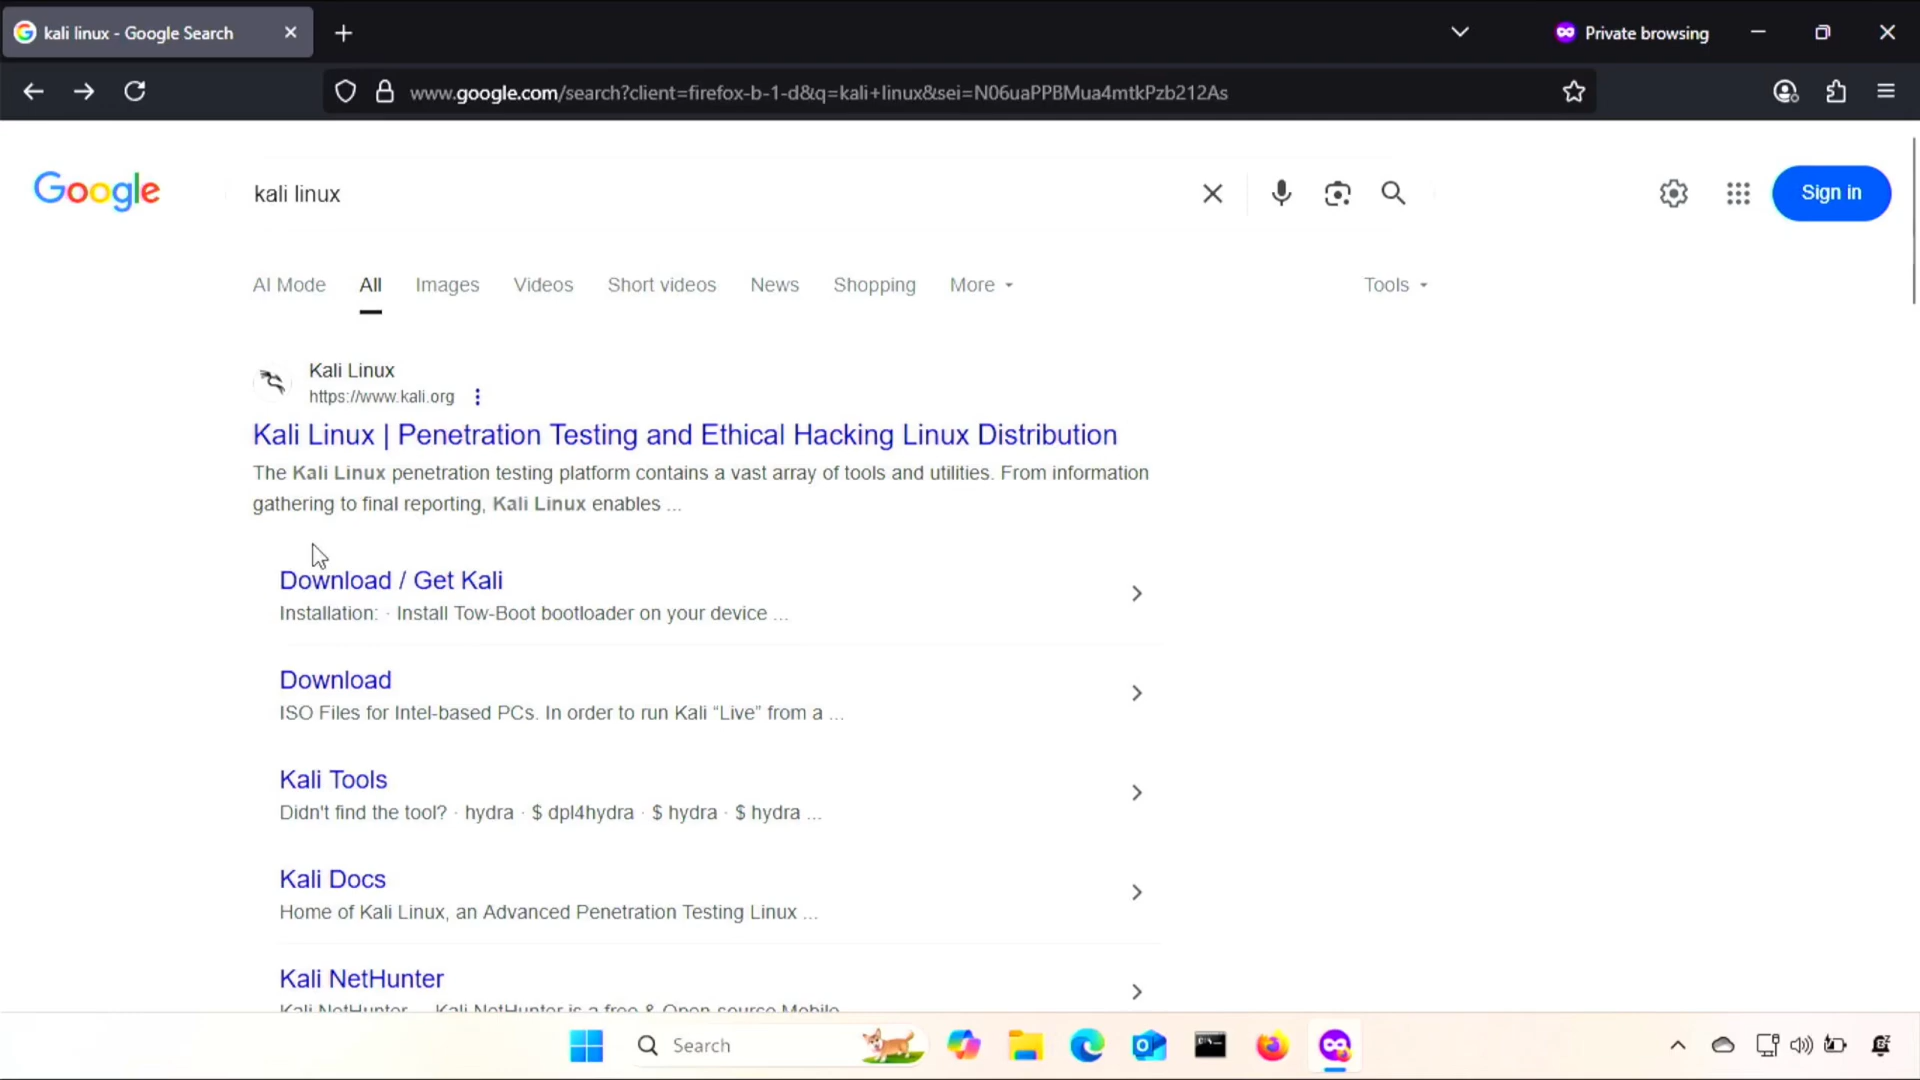 kali linux - Google Search
Private browsing
www.google.com/search?client=firefox-b-1-d&q=kali+linux&sei=N06uaPPBMua4mtkPzb212As
Google
kali linux
Sign in
AI Mode
All
Images
Videos
Short videos
News
Shopping
More
Tools
Kali Linux
https://www.kali.org
Kali Linux | Penetration Testing and Ethical Hacking Linux Distribution
The Kali Linux penetration testing platform contains a vast array of tools and utilities. From information
gathering to final reporting, Kali Linux enables ...
Download / Get Kali
Installation: · Install Tow-Boot bootloader on your device ...
Download
ISO Files for Intel-based PCs. In order to run Kali “Live” from a ...
Kali Tools
Didn't find the tool? · hydra · $ dpl4hydra · $ hydra · $ hydra ...
Kali Docs
Home of Kali Linux, an Advanced Penetration Testing Linux ...
Kali NetHunter
Kali NetHunter ... Kali NetHunter is a free & Open-source Mobile
Search